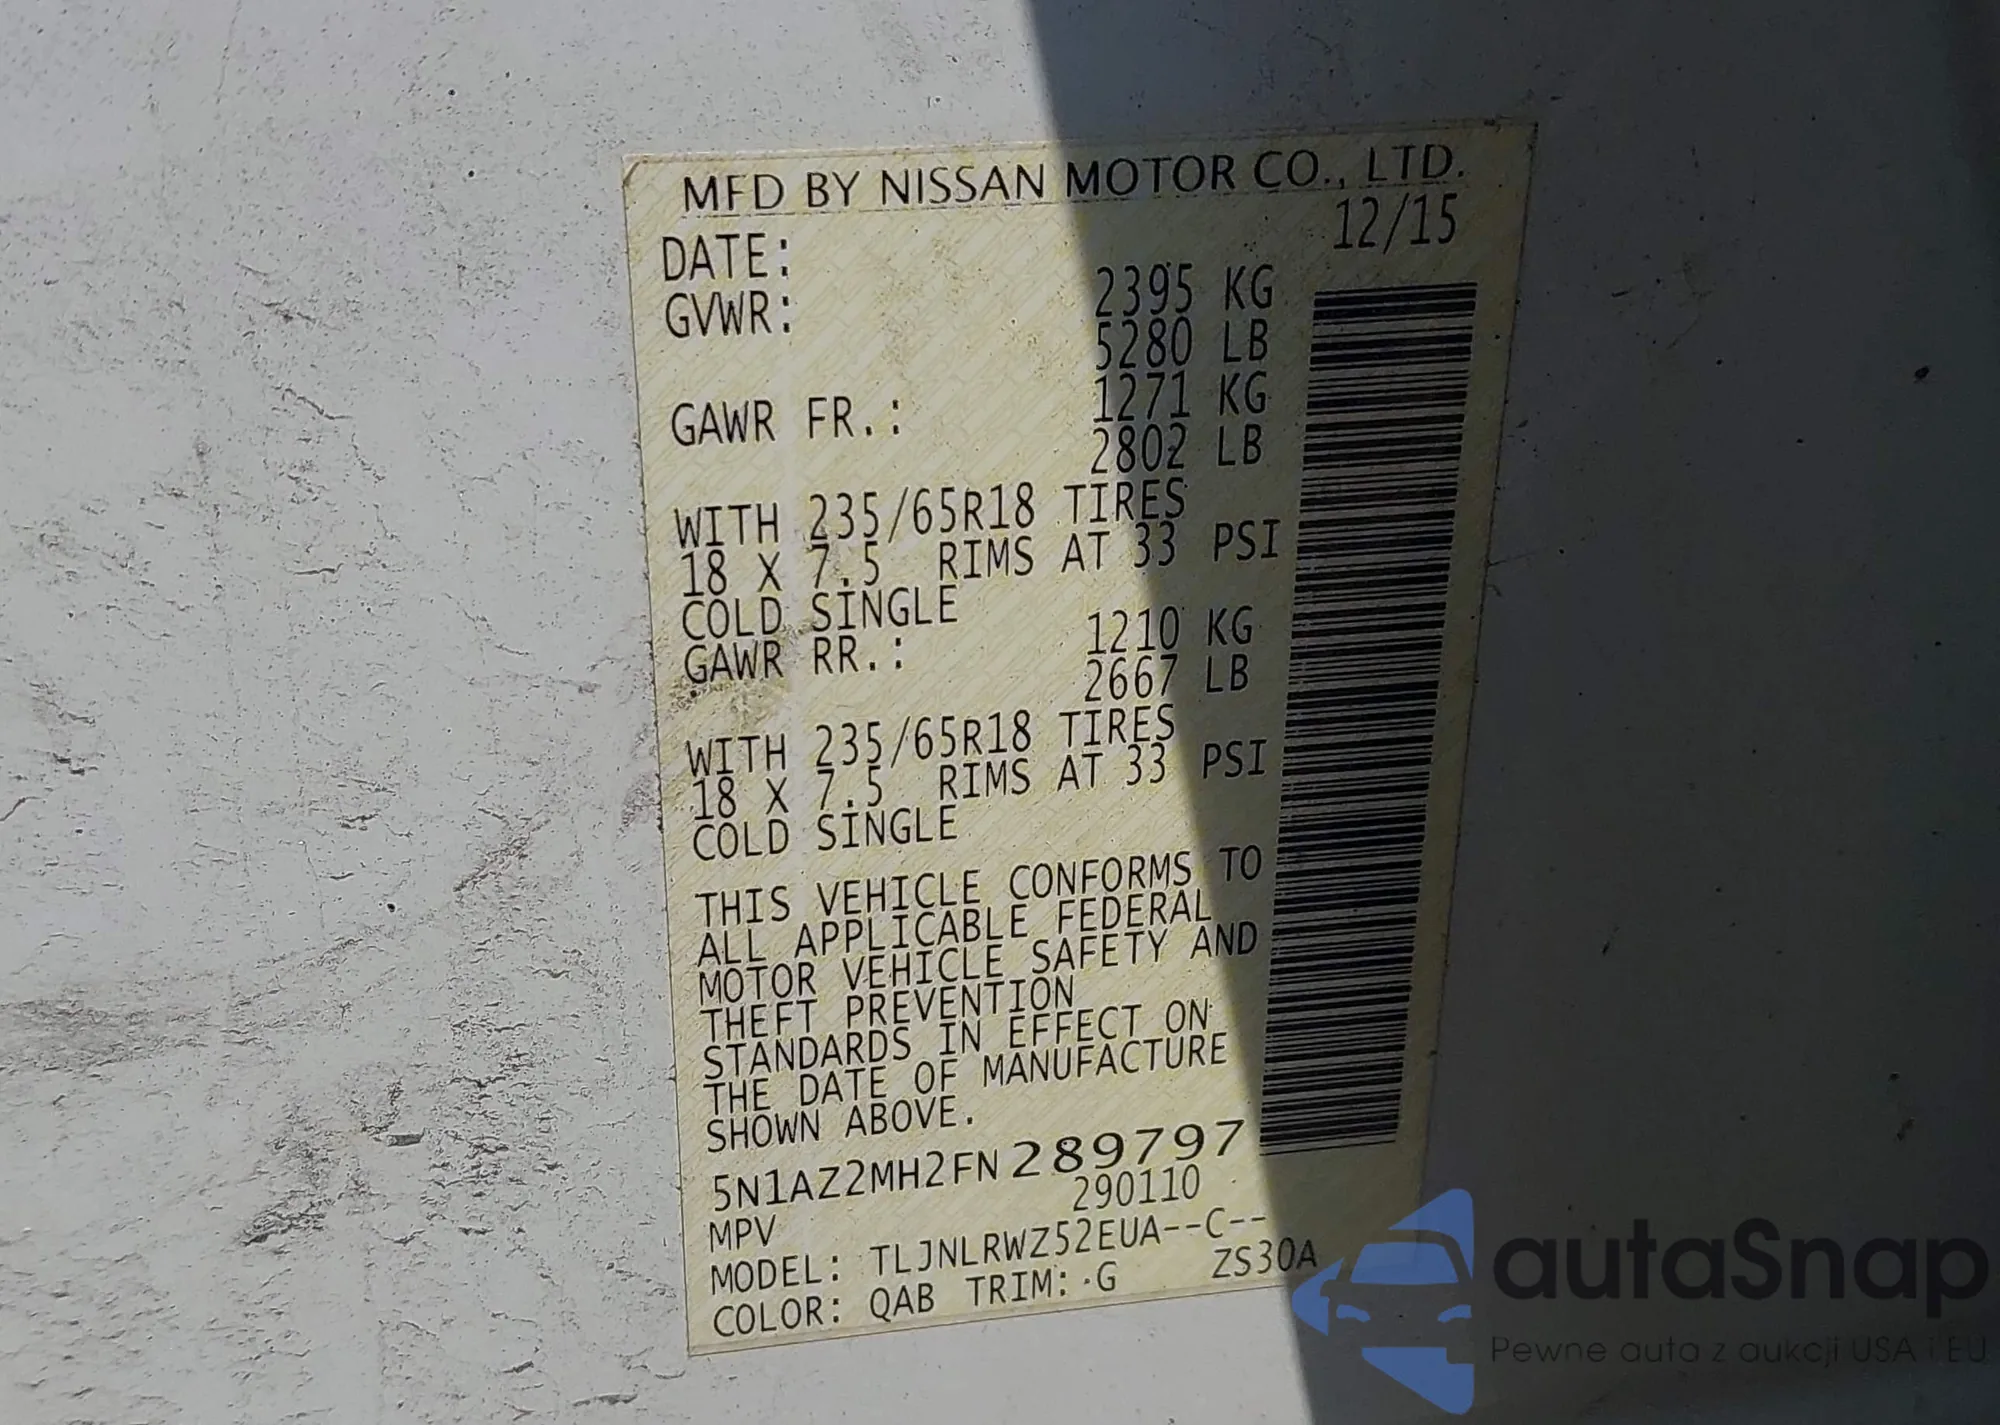 MFD BY NISSAN MOTOR CO., LTD.
DATE: 12/15
GVWR: 2395 KG
5280 LB
GAWR FR.: 1271 KG
2802 LB
WITH 235/65R18 TIRES
18 X 7.5 RIMS AT 33 PSI
COLD SINGLE
GAWR RR.: 1210 KG
2667 LB
WITH 235/65R18 TIRES
18 X 7.5 RIMS AT 33 PSI
COLD SINGLE
THIS VEHICLE CONFORMS TO
ALL APPLICABLE FEDERAL
MOTOR VEHICLE SAFETY AND
THEFT PREVENTION
STANDARDS IN EFFECT ON
THE DATE OF MANUFACTURE
SHOWN ABOVE.
5N1AZ2MH2FN289797
290110
MPV
MODEL: TLJNLRWZ52EUA--C--
COLOR: QAB TRIM: G ZS30A
autaSnap
Pewne auta z aukcji USA i EU